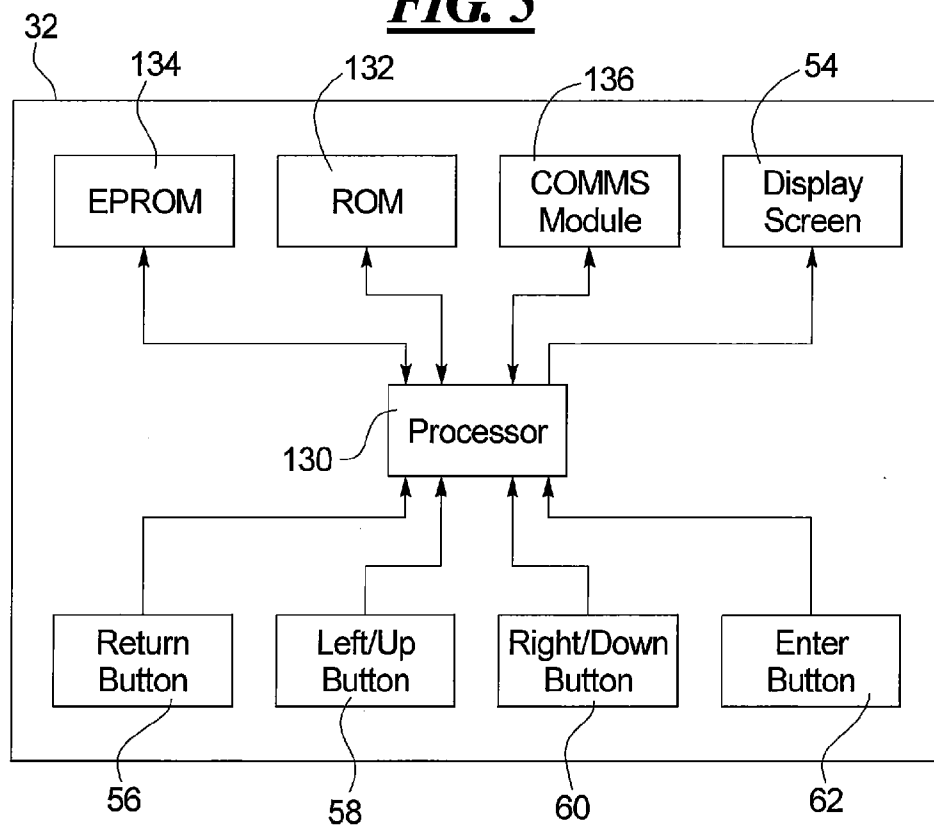 FIG.
32
134
132
136
54
EPROM
ROM
COMMS
Module
Display
Screen
Processor
130
Return
Button
Left/Up
Button
Right/Down
Button
Enter
Button
56
58
60
62